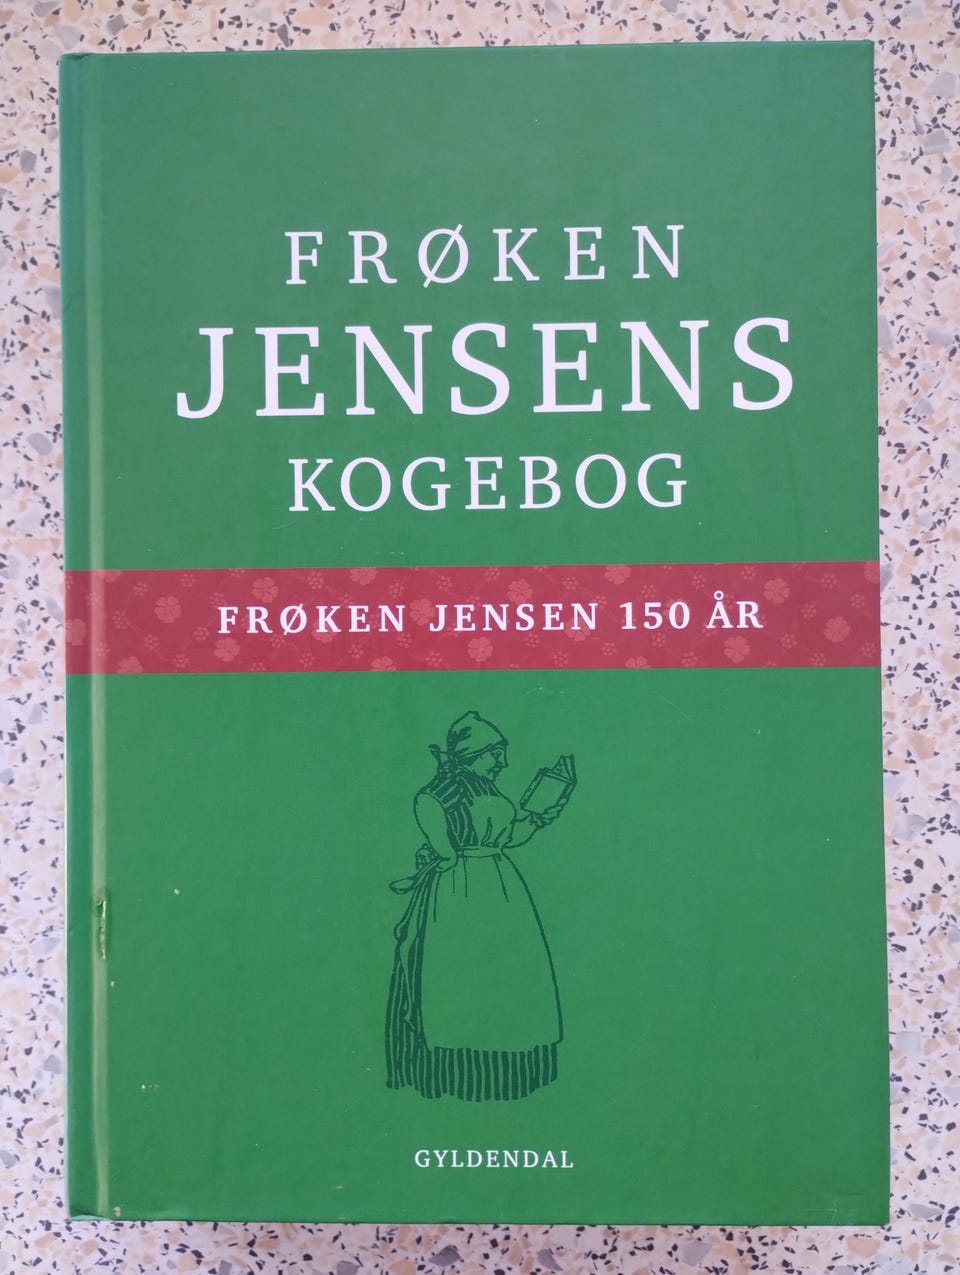 FRØKEN
JENSENS
KOGEBOG
FRØKEN JENSEN 150 ÅR
GYLDENDAL